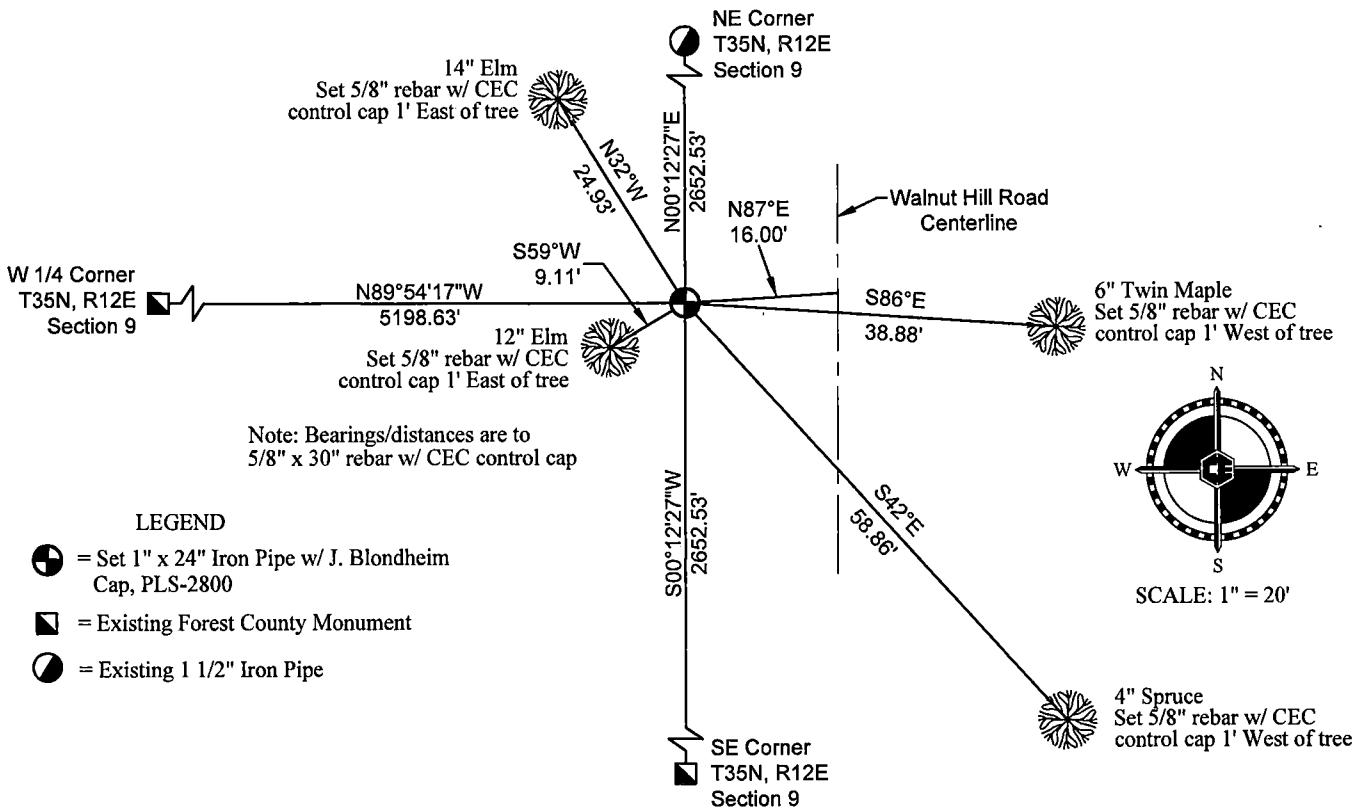 NE Corner
T35N, R12E
Section 9
14" Elm
Set 5/8" rebar w/ CEC
control cap 1' East of tree
N32°W
24.93'
N00°12'27"E
2652.53'
N87°E
16.00'
Walnut Hill Road
Centerline
W 1/4 Corner
T35N, R12E
Section 9
N89°54'17"W
5198.63'
S59°W
9.11'
12" Elm
Set 5/8" rebar w/ CEC
control cap 1' East of tree
S86°E
38.88'
6" Twin Maple
Set 5/8" rebar w/ CEC
control cap 1' West of tree
Note: Bearings/distances are to
5/8" x 30" rebar w/ CEC control cap
S00°12'27"W
2652.53'
S42°E
58.86'
N
W
E
S
SCALE: 1" = 20'
LEGEND
= Set 1" x 24" Iron Pipe w/ J. Blondheim
Cap, PLS-2800
= Existing Forest County Monument
= Existing 1 1/2" Iron Pipe
4" Spruce
Set 5/8" rebar w/ CEC
control cap 1' West of tree
SE Corner
T35N, R12E
Section 9